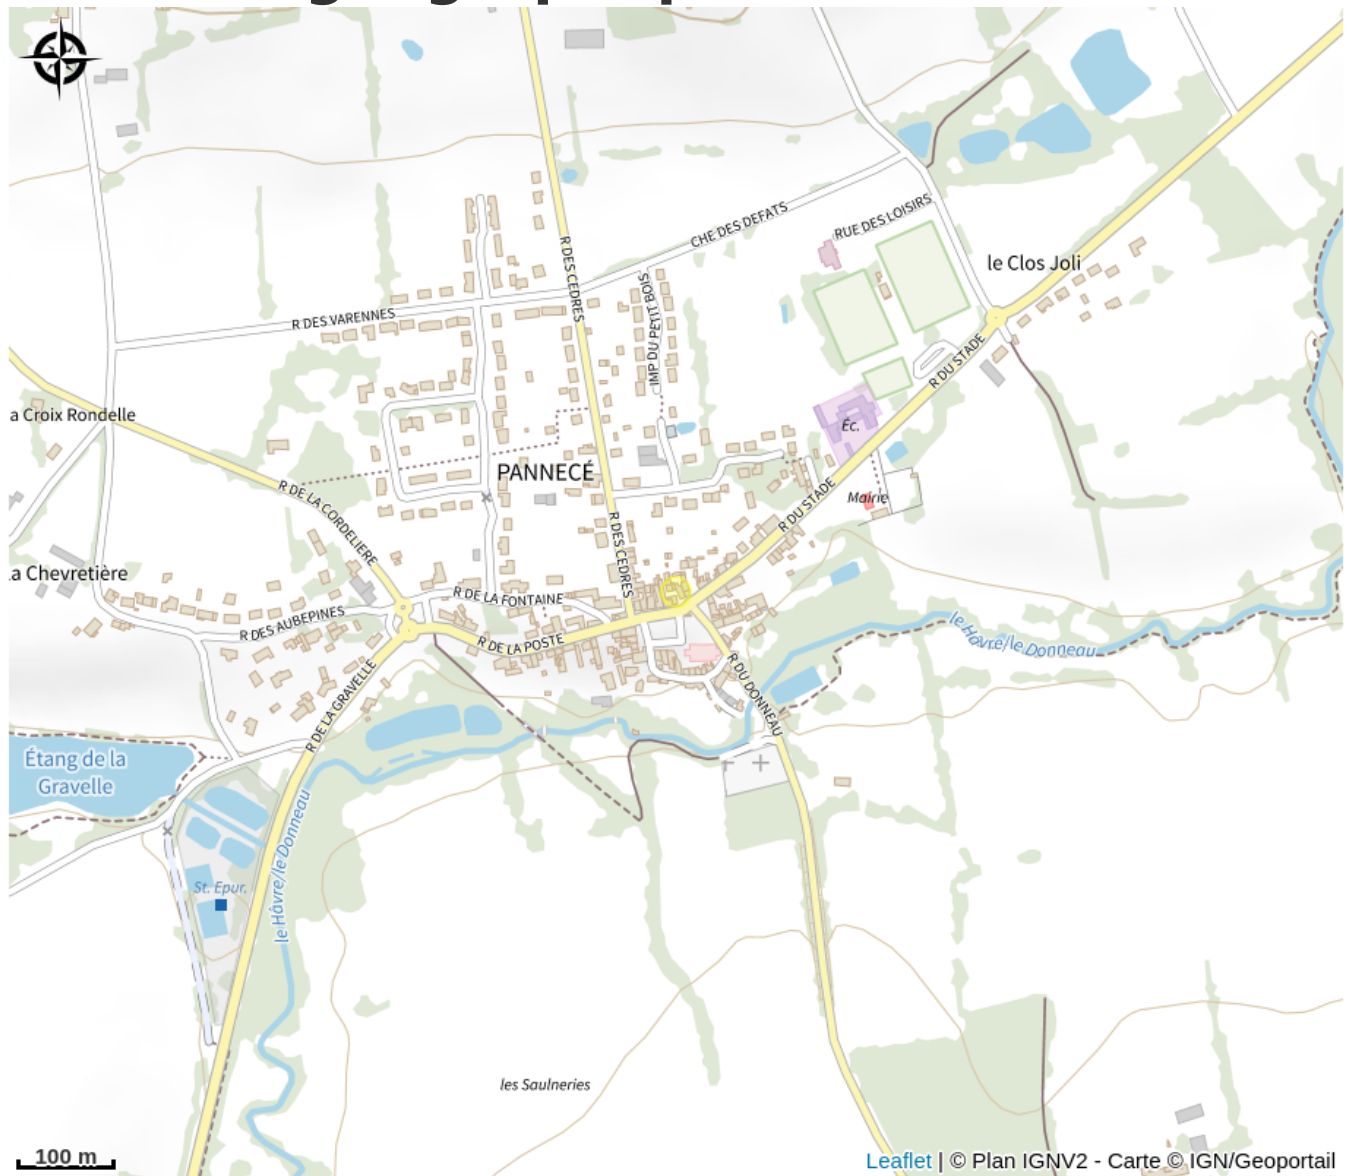 CHE DES DEFATS
RUE DES LOISIRS
le Clos Joli
R DES CEDRES
IMP DU PETIT BOIS
R DES VARENNES
R DU STADE
a Croix Rondelle
Éc.
PANNECÉ
R DE LA CORDELIERE
Mairie
R DU STADE
R DES CEDRES
a Chevretière
R DE LA FONTAINE
R DES AUBEPINES
R DE LA POSTE
le Hâvre/le Donneau
R DU DONNEAU
R DE LA GRAVELLE
Étang de la
Gravelle
le Hâvre/le Donneau
St. Epur.
les Saulneries
100 m
Leaflet | © Plan IGNV2 - Carte © IGN/Geoportail